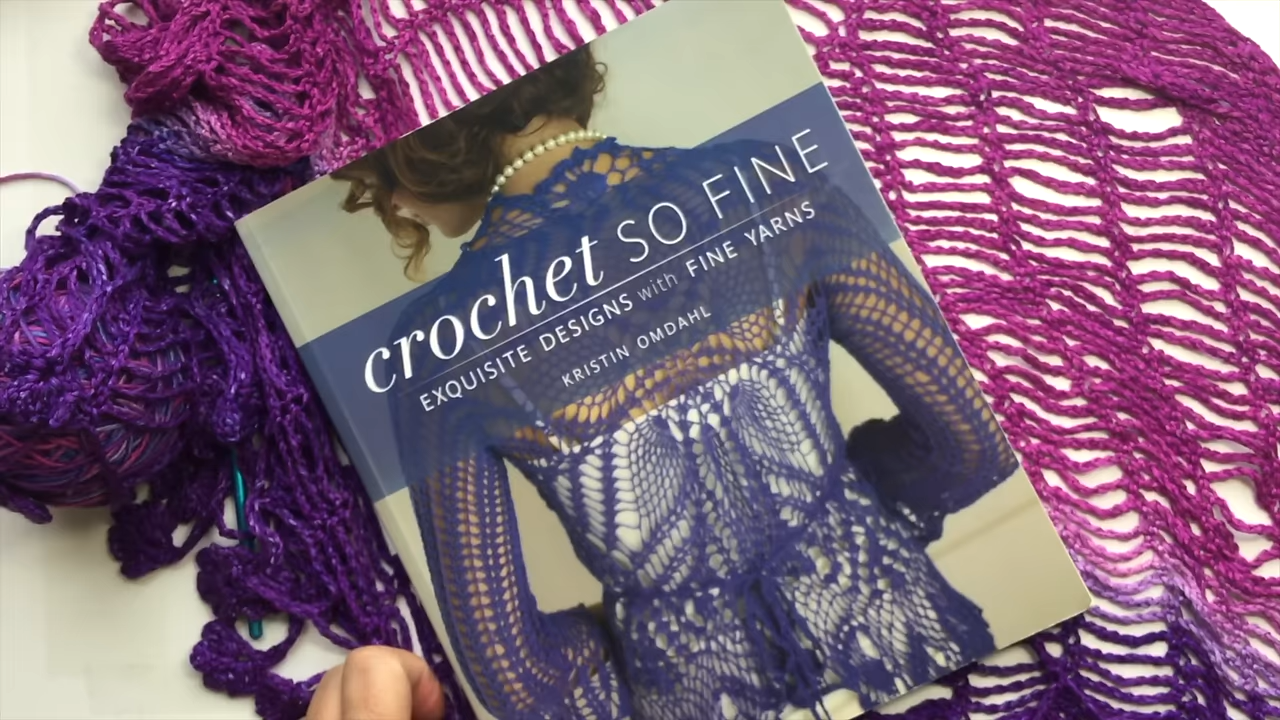 crochet SO FINE
EXQUISITE DESIGNS with FINE YARNS
KRISTIN OMDAHL